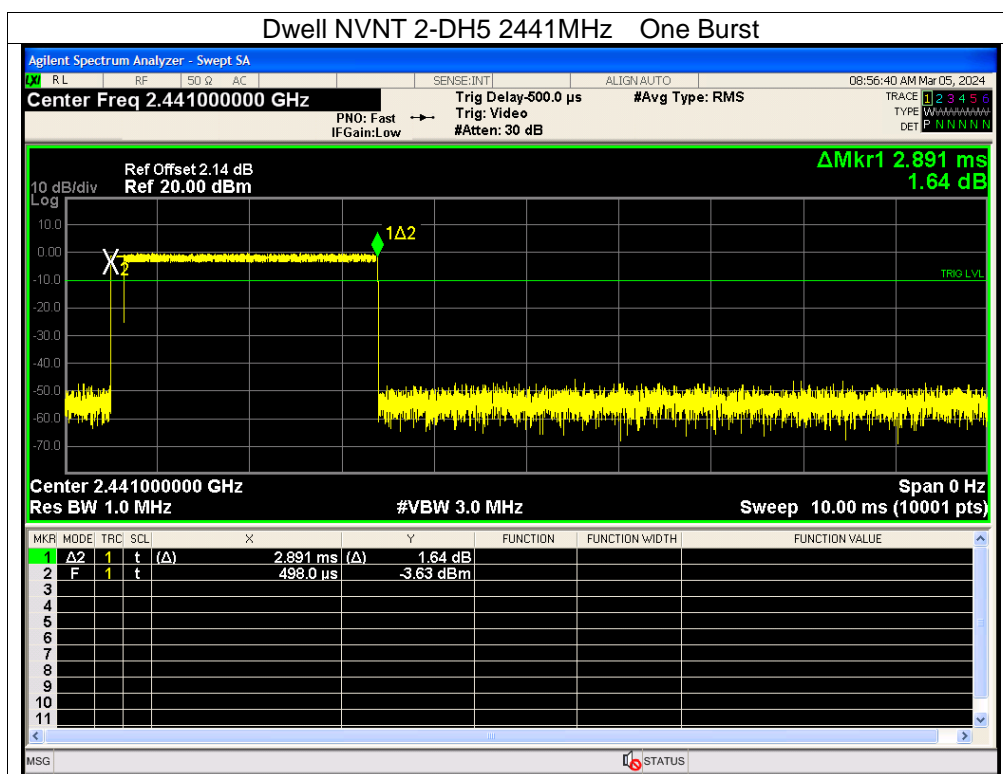 Dwell NVNT 2-DH5 2441MHz One Burst
Agilent Spectrum Analyzer - Swept SA
LXI RL RF 50 Ω AC SENSE:INT ALIGN AUTO 08:56:40 AM Mar 05, 2024
Center Freq 2.441000000 GHz
PNO: Fast
IFGain:Low
Trig Delay-500.0 µs
Trig: Video
#Atten: 30 dB
#Avg Type: RMS
TRACE 1 2 3 4 5 6
TYPE WWWWWW
DET P N N N N N
ΔMkr1 2.891 ms
1.64 dB
Ref Offset 2.14 dB
10 dB/div Ref 20.00 dBm
Log
10.0
0.00
-10.0
-20.0
-30.0
-40.0
-50.0
-60.0
-70.0
1Δ2
X2
TRIG LVL
Center 2.441000000 GHz Span 0 Hz
Res BW 1.0 MHz #VBW 3.0 MHz Sweep 10.00 ms (10001 pts)
MKR MODE TRC SCL X Y FUNCTION FUNCTION WIDTH FUNCTION VALUE
1 Δ2 1 t (Δ) 2.891 ms (Δ) 1.64 dB
2 F 1 t 498.0 µs -3.63 dBm
3
4
5
6
7
8
9
10
11
MSG STATUS